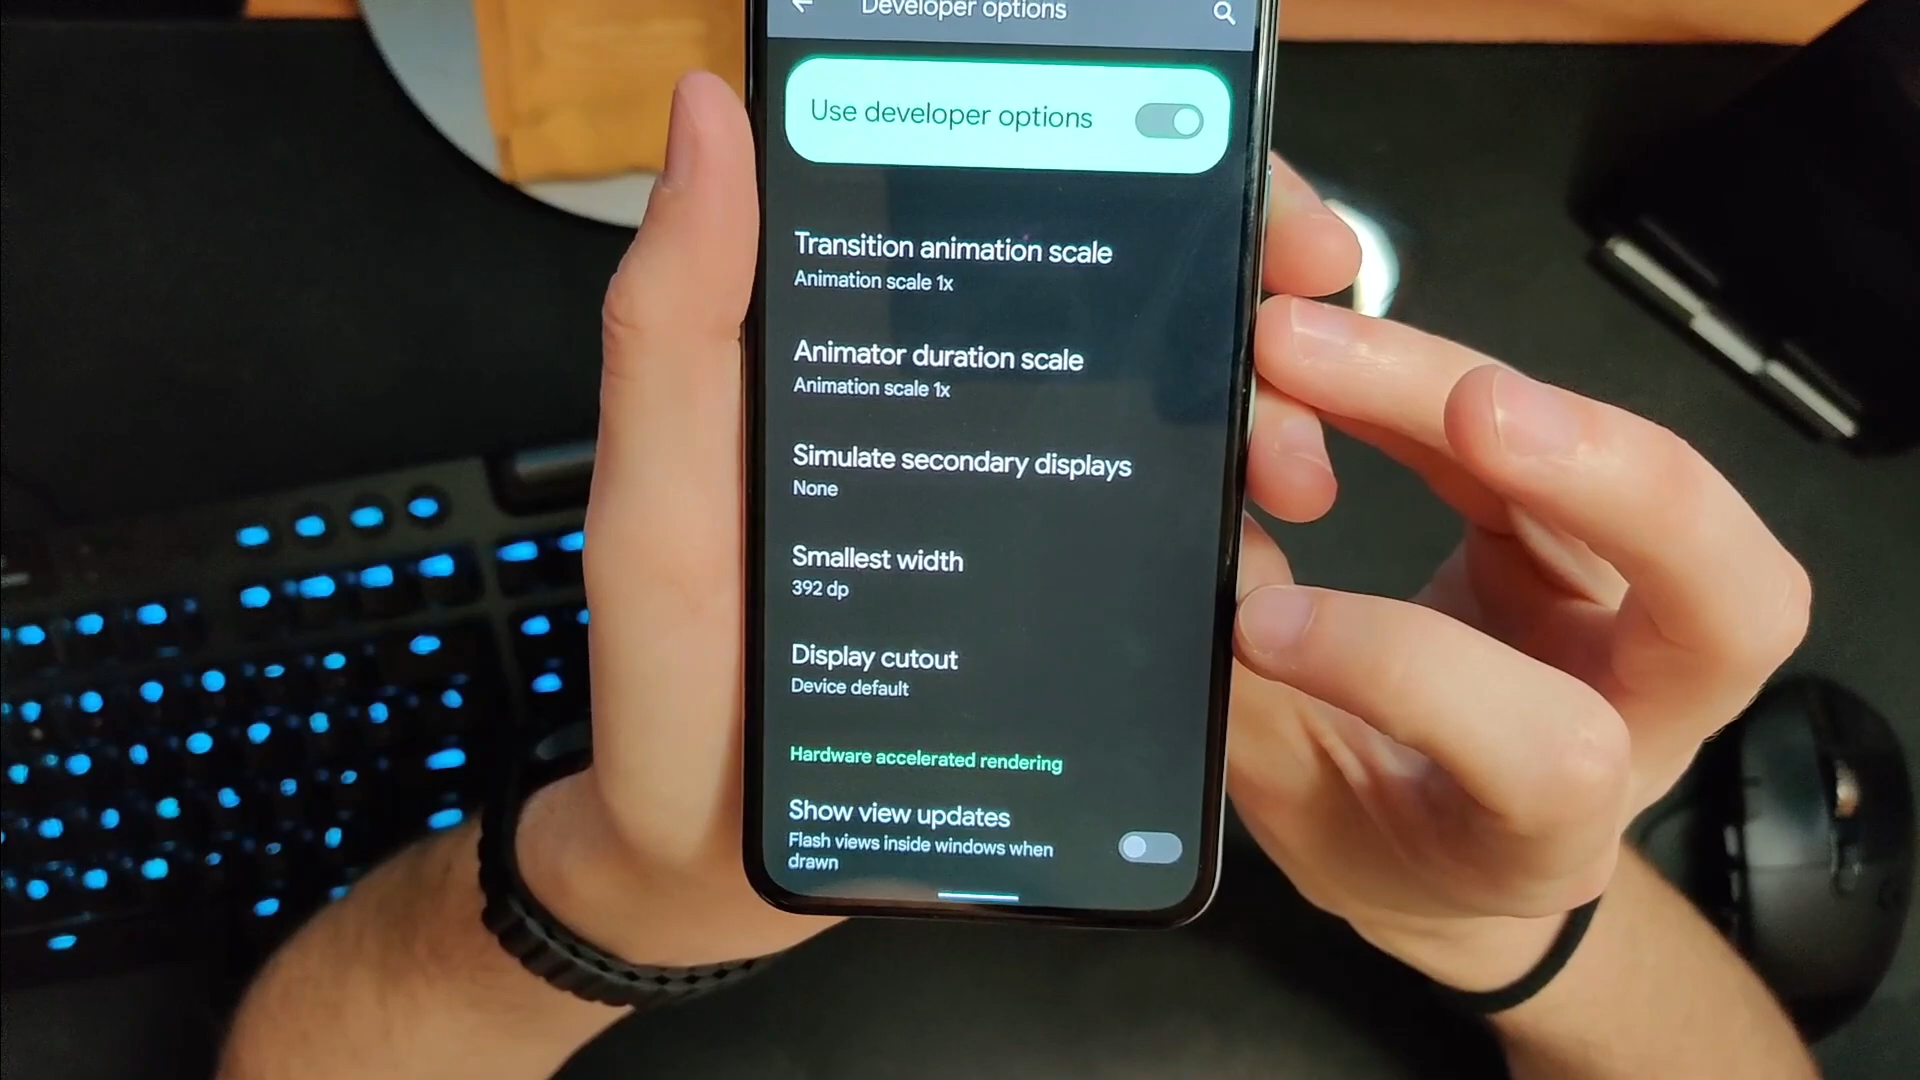 Developer options
Use developer options
Transition animation scale
Animation scale 1x
Animator duration scale
Animation scale 1x
Simulate secondary displays
None
Smallest width
392 dp
Display cutout
Device default
Hardware accelerated rendering
Show view updates
Flash views inside windows when
drawn